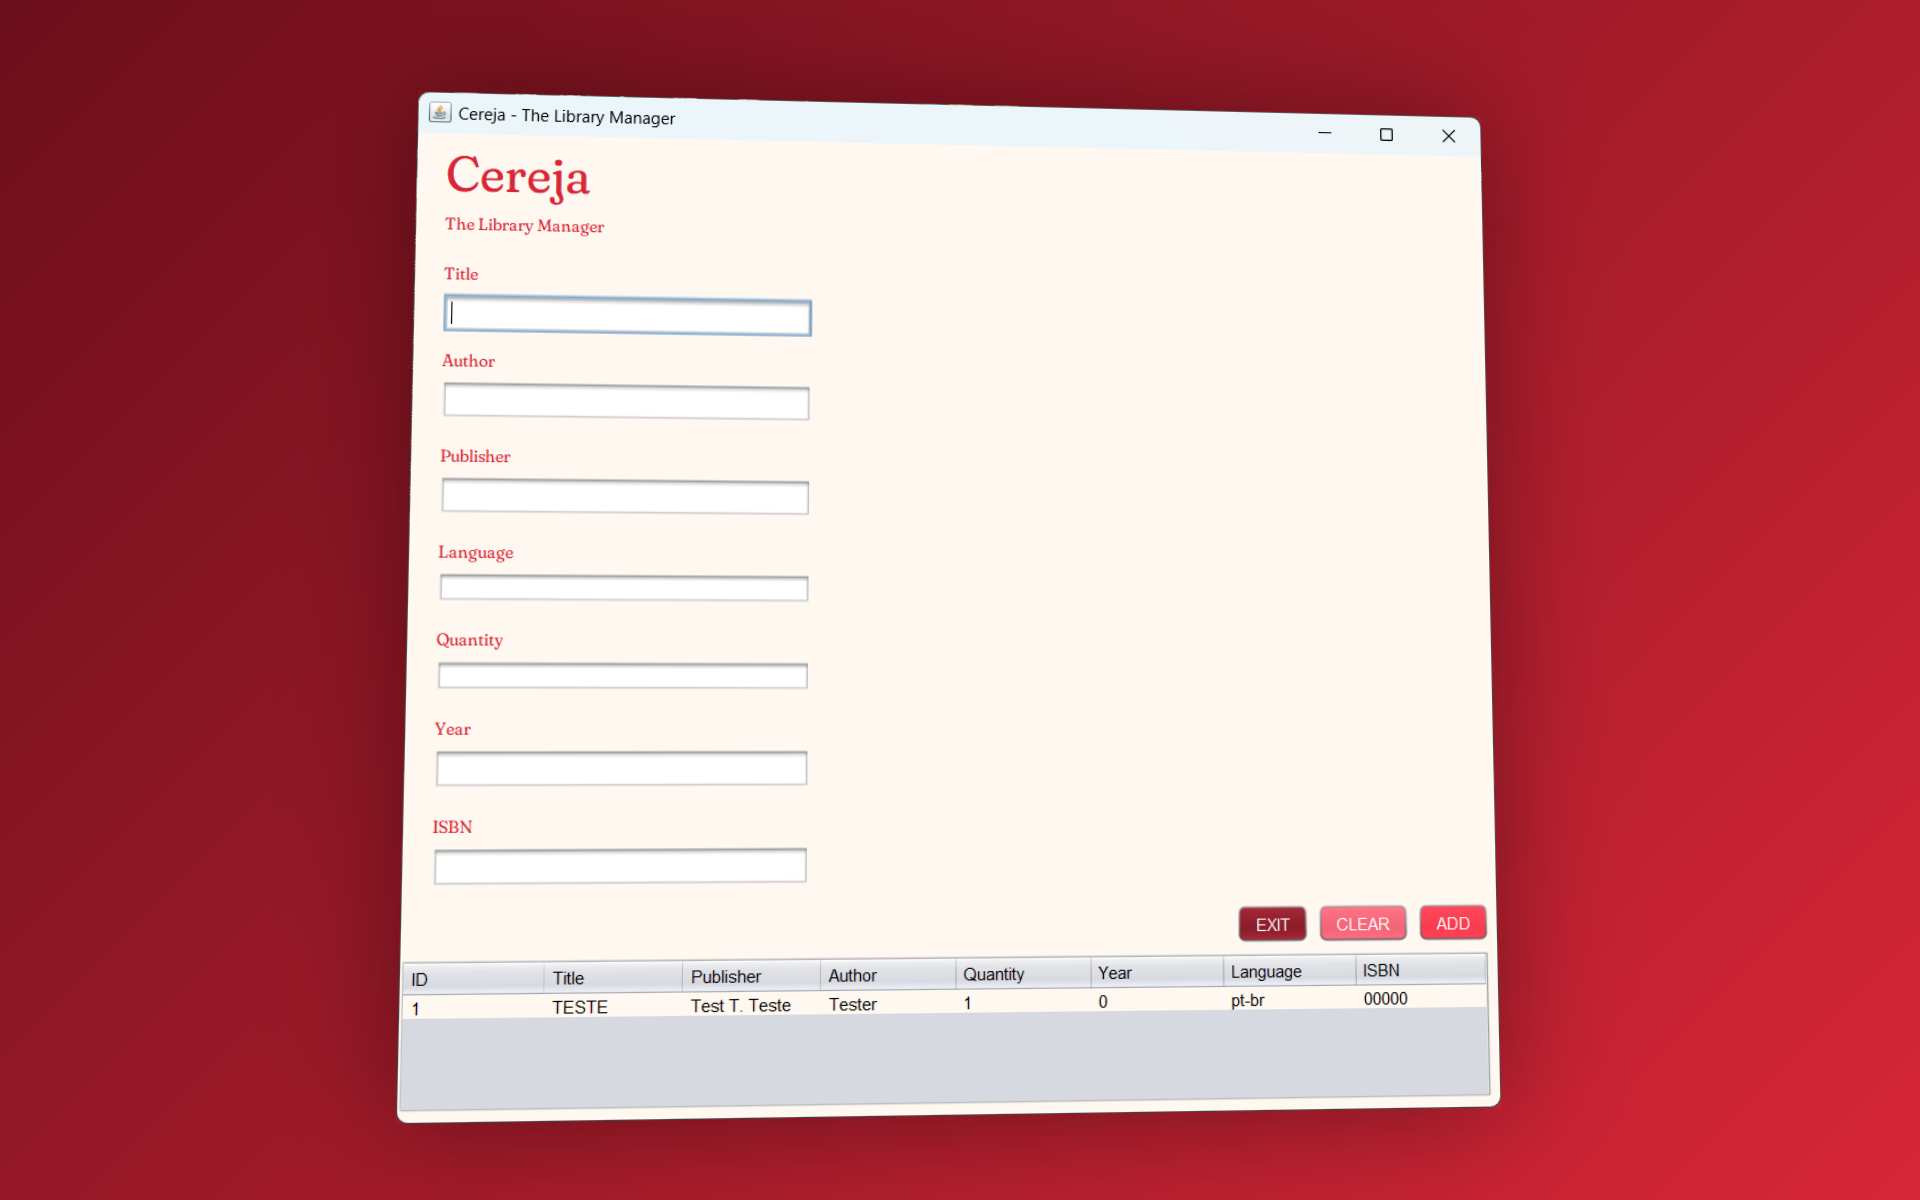 Cereja - The Library Manager
Cereja
The Library Manager
Title
Author
Publisher
Language
Quantity
Year
ISBN
EXIT CLEAR ADD
ID Title Publisher Author Quantity Year Language ISBN
1 TESTE Test T. Teste Tester 1 0 pt-br 00000